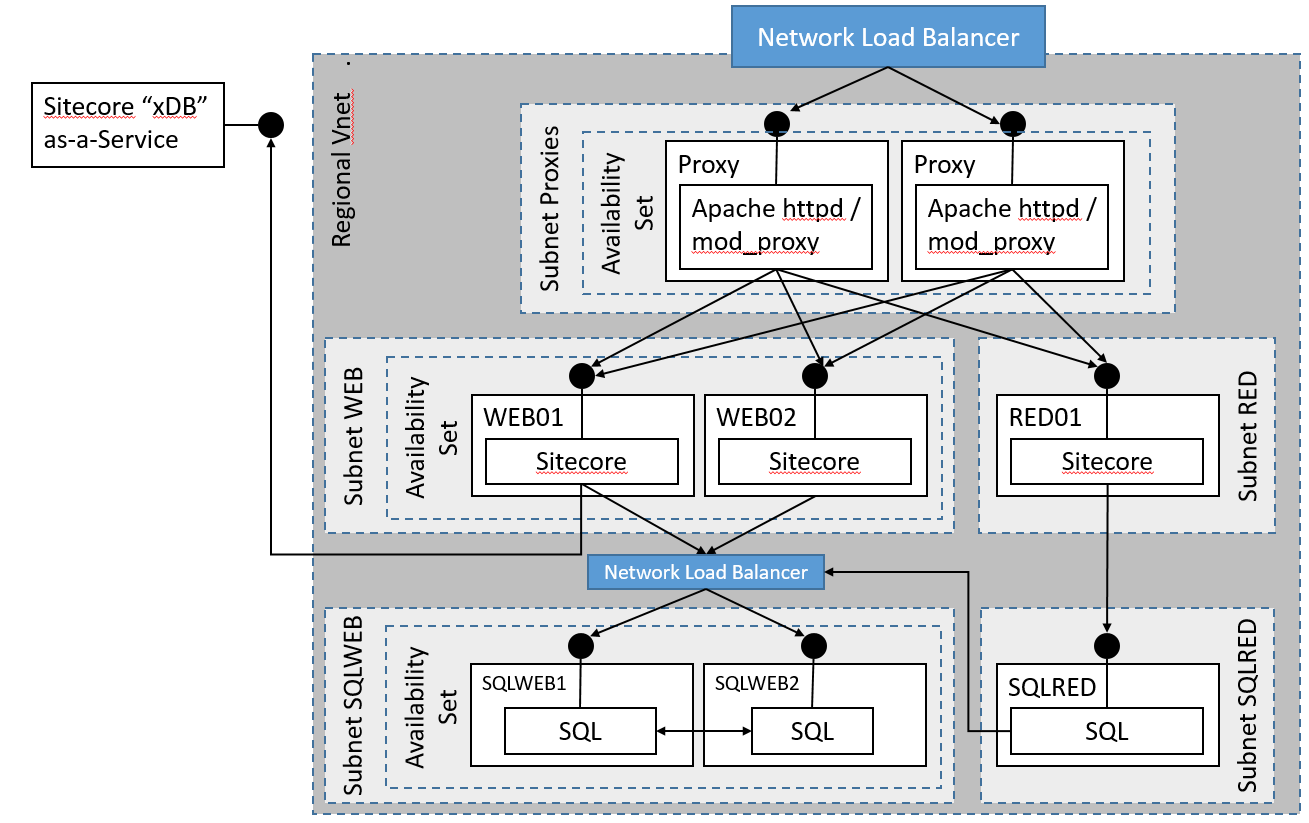 Network Load Balancer
Sitecore “xDB”
as-a-Service
Regional Vnet .
Subnet Proxies
Availability
Set
Proxy
Apache httpd /
mod_proxy
Proxy
Apache httpd /
mod_proxy
Subnet WEB
Availability
Set
WEB01
Sitecore
WEB02
Sitecore
RED01
Sitecore
Subnet RED
Network Load Balancer
Subnet SQLWEB
Availability
Set
SQLWEB1
SQL
SQLWEB2
SQL
SQLRED
SQL
Subnet SQLRED